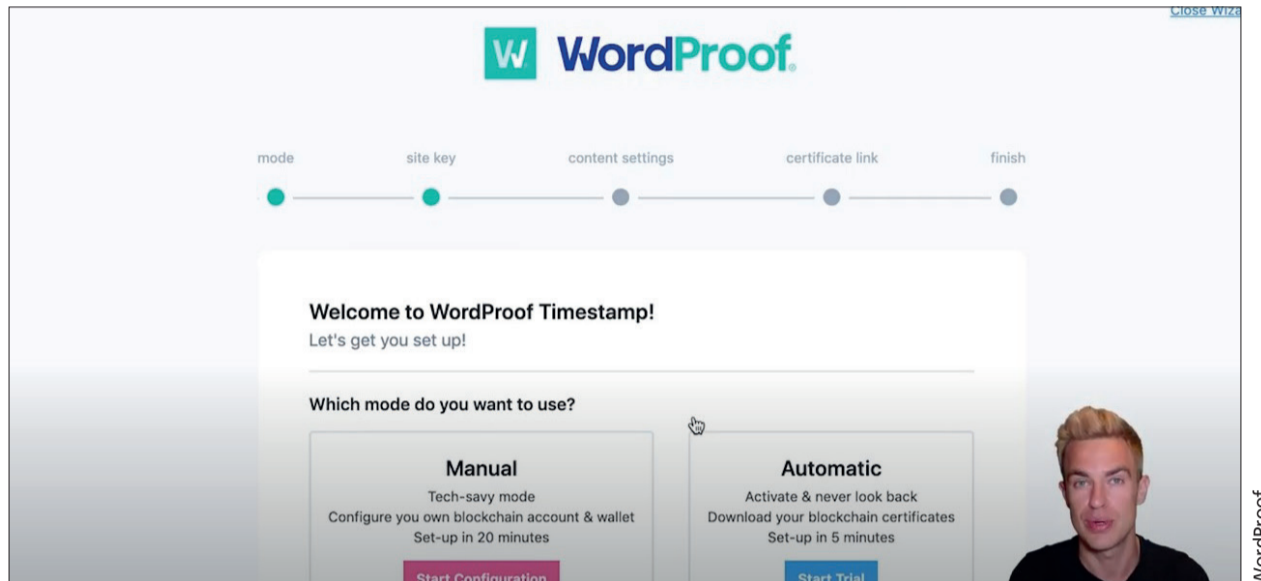 Close Wiza
W WordProof®
mode site key content settings certificate link finish
Welcome to WordProof Timestamp!
Let's get you set up!
Which mode do you want to use?
Manual
Tech-savy mode
Configure you own blockchain account & wallet
Set-up in 20 minutes
Start Configuration
Automatic
Activate & never look back
Download your blockchain certificates
Set-up in 5 minutes
Start Trial
WordProof